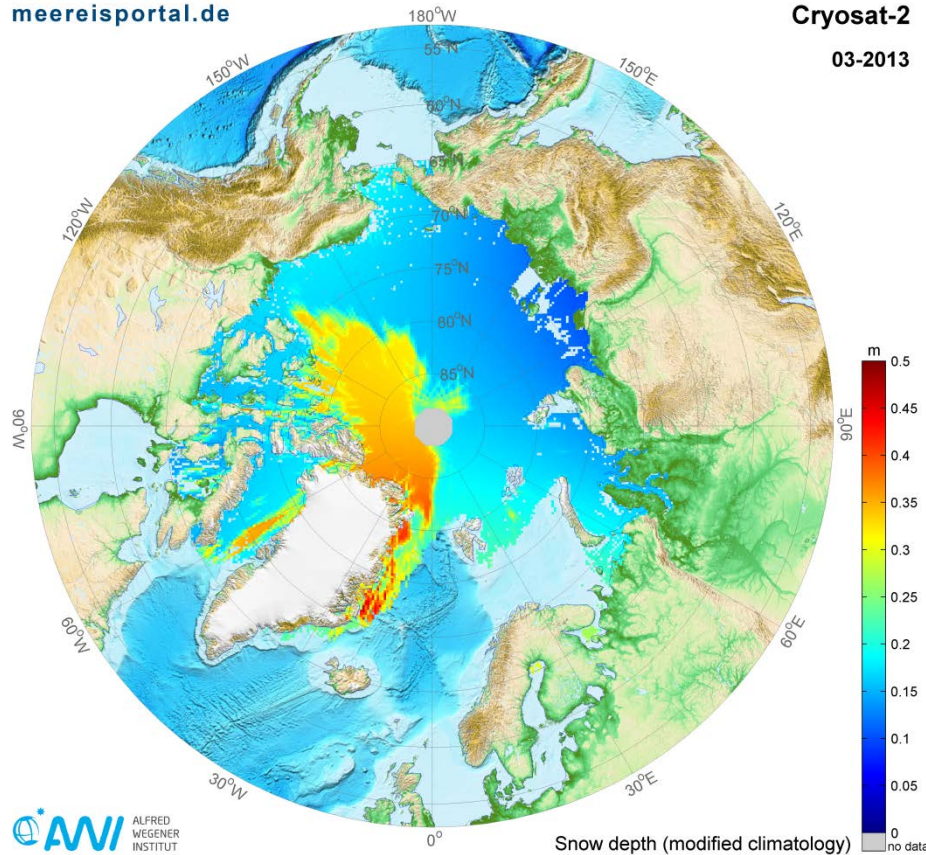 meereisportal.de
Cryosat-2
03-2013
180°W
150°W
150°E
120°W
120°E
90°W
90°E
60°W
60°E
30°W
30°E
0°
55°N
60°N
65°N
70°N
75°N
80°N
85°N
m
0.5
0.45
0.4
0.35
0.3
0.25
0.2
0.15
0.1
0.05
0
no data
Snow depth (modified climatology)
AWI
ALFRED
WEGENER
INSTITUT